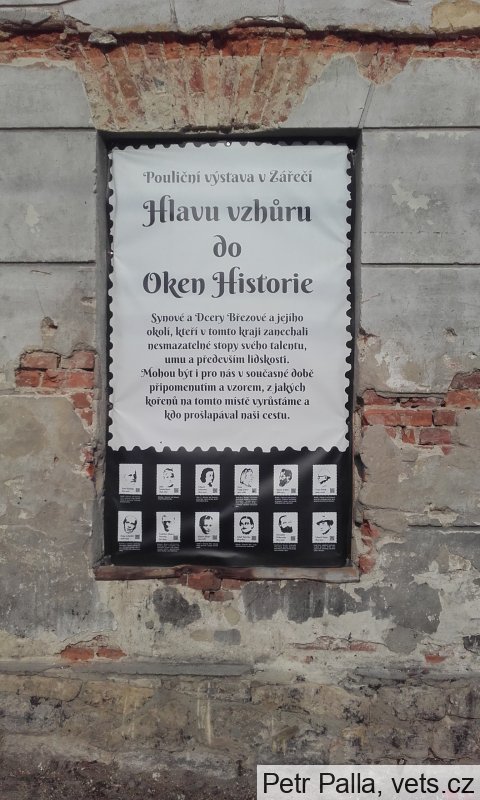 Pouliční výstava v Zářečí
Hlavu vzhůru
do
Oken Historie
Synové a Dcery Březové a jejího
okolí, kteří v tomto kraji zanechali
nesmazatelné stopy svého talentu,
umu a především lidskosti.
Mohou být i pro nás v současné době
připomenutím a vzorem, z jakých
kořenů na tomto místě vyrůstáme a
kdo prošlapával naši cestu.
Petr Palla, vets.cz